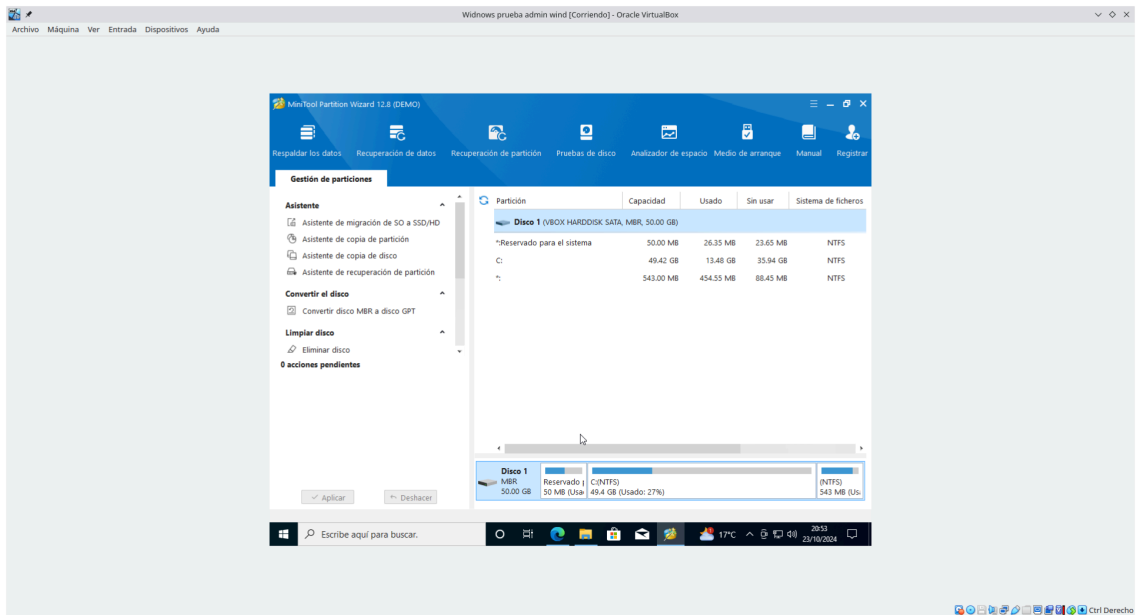 Widnows prueba admin wind [Corriendo] - Oracle VirtualBox
Archivo Máquina Ver Entrada Dispositivos Ayuda
MiniTool Partition Wizard 12.8 (DEMO)
Respaldar los datos Recuperación de datos Recuperación de partición Pruebas de disco Analizador de espacio Medio de arranque Manual Registrar
Gestión de particiones
Asistente
Asistente de migración de SO a SSD/HD
Asistente de copia de partición
Asistente de copia de disco
Asistente de recuperación de partición
Convertir el disco
Convertir disco MBR a disco GPT
Limpiar disco
Eliminar disco
0 acciones pendientes
Aplicar Deshacer
Partición Capacidad Usado Sin usar Sistema de ficheros
Disco 1 (VBOX HARDDISK SATA, MBR, 50.00 GB)
*:Reservado para el sistema 50.00 MB 26.35 MB 23.65 MB NTFS
C: 49.42 GB 13.48 GB 35.94 GB NTFS
*: 543.00 MB 454.55 MB 88.45 MB NTFS
Disco 1
MBR
50.00 GB
Reservado p
50 MB (Usa
C:(NTFS)
49.4 GB (Usado: 27%)
(NTFS)
543 MB (Us
Escribe aquí para buscar.
17°C
20:53
23/10/2024
Ctrl Derecho